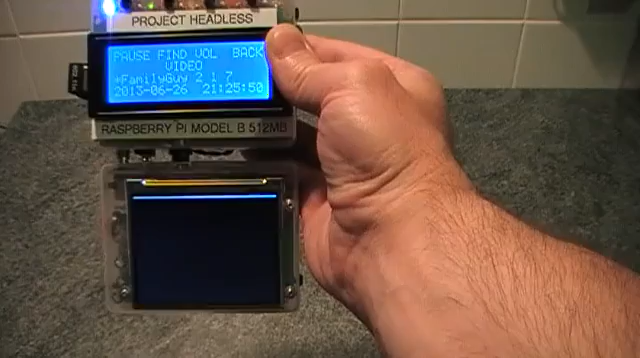 PROJECT HEADLESS
PAUSE FIND VOL BACK
VIDEO
+FamilyGuy 2 1 7
2013-06-26 21:25:50
RASPBERRY PI MODEL B 512MB